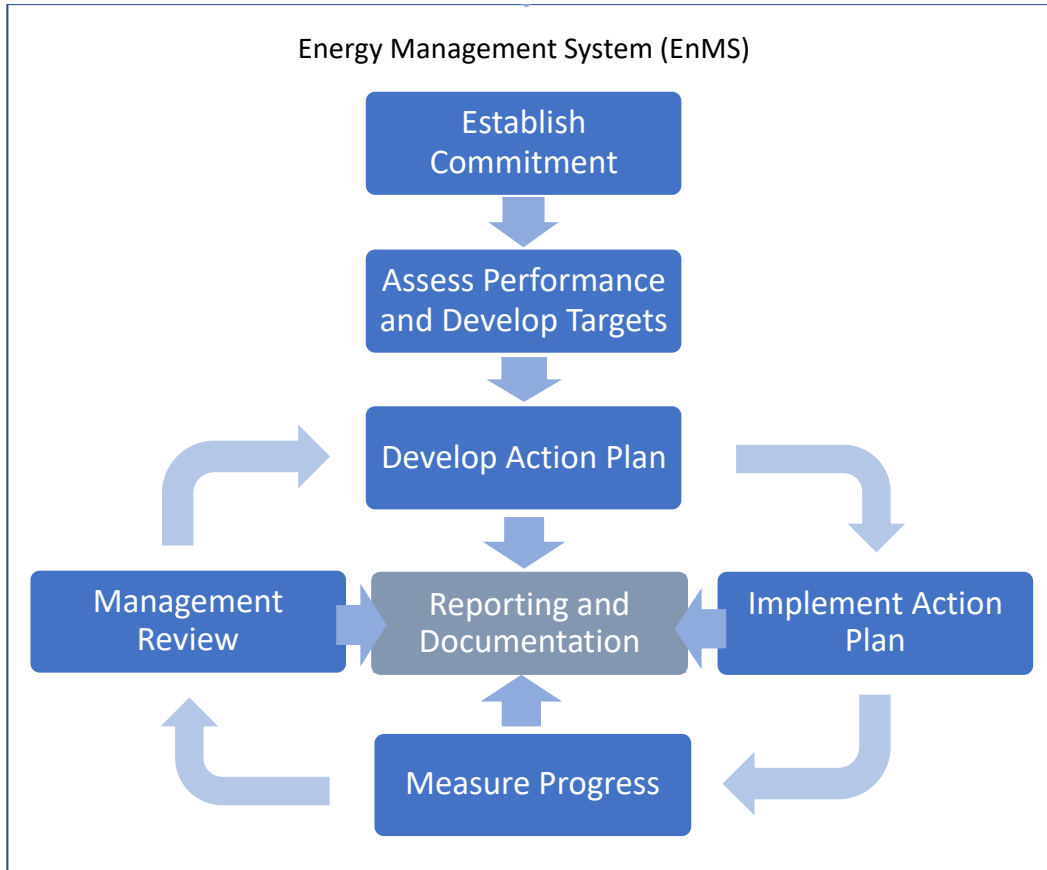 Energy Management System (EnMS)
Establish
Commitment
Assess Performance
and Develop Targets
Develop Action Plan
Management
Review
Reporting and
Documentation
Implement Action
Plan
Measure Progress